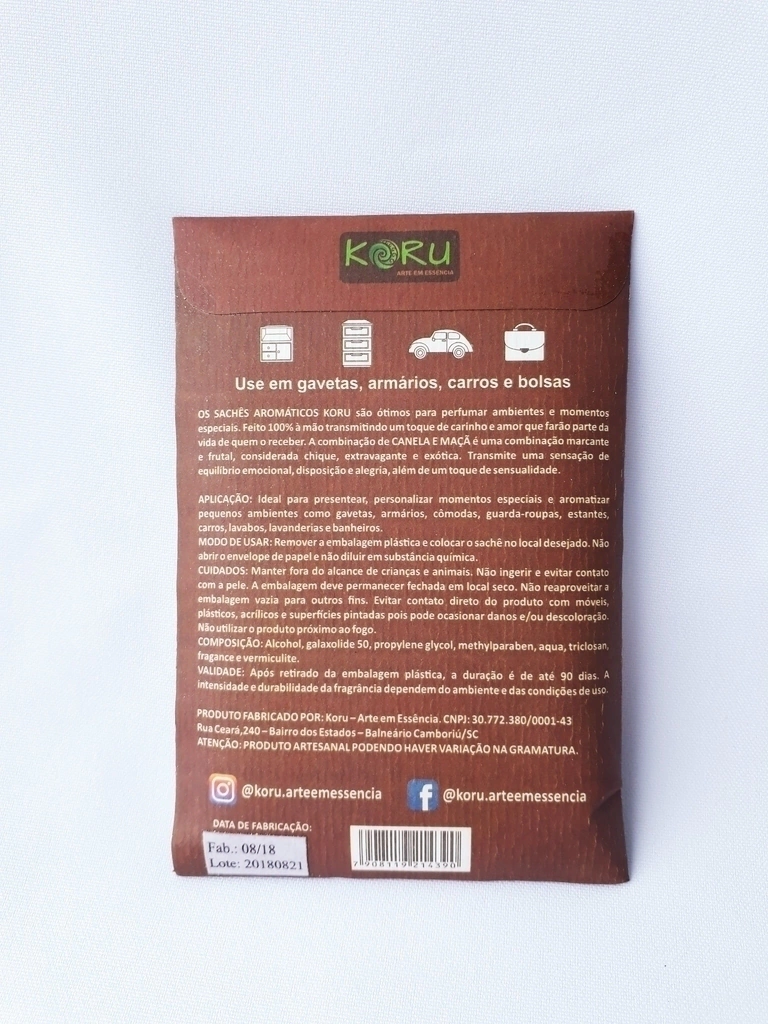 KORU
ARTE EM ESSÊNCIA
Use em gavetas, armários, carros e bolsas
OS SACHÊS AROMÁTICOS KORU são ótimos para perfumar ambientes e momentos
especiais. Feito 100% à mão transmitindo um toque de carinho e amor que farão parte da
vida de quem o receber. A combinação de CANELA E MAÇÃ é uma combinação marcante
e frutal, considerada chique, extravagante e exótica. Transmite uma sensação de
equilíbrio emocional, disposição e alegria, além de um toque de sensualidade.
APLICAÇÃO: Ideal para presentear, personalizar momentos especiais e aromatizar
pequenos ambientes como gavetas, armários, cômodas, guarda-roupas, estantes,
carros, lavabos, lavanderias e banheiros.
MODO DE USAR: Remover a embalagem plástica e colocar o sachê no local desejado. Não
abrir o envelope de papel e não diluir em substância química.
CUIDADOS: Manter fora do alcance de crianças e animais. Não ingerir e evitar contato
com a pele. A embalagem deve permanecer fechada em local seco. Não reaproveitar a
embalagem vazia para outros fins. Evitar contato direto do produto com móveis,
plásticos, acrílicos e superfícies pintadas pois pode ocasionar danos e/ou descoloração.
Não utilizar o produto próximo ao fogo.
COMPOSIÇÃO: Alcohol, galaxolide 50, propylene glycol, methylparaben, aqua, triclosan,
fragance e vermiculite.
VALIDADE: Após retirado da embalagem plástica, a duração é de até 90 dias. A
intensidade e durabilidade da fragrância dependem do ambiente e das condições de uso.
PRODUTO FABRICADO POR: Koru – Arte em Essência. CNPJ: 30.772.380/0001-43
Rua Ceará,240 – Bairro dos Estados – Balneário Camboriú/SC
ATENÇÃO: PRODUTO ARTESANAL PODENDO HAVER VARIAÇÃO NA GRAMATURA.
@koru.arteemessencia @koru.arteemessencia
DATA DE FABRICAÇÃO:
Fab.: 08/18
Lote: 20180821
7 908119 214390